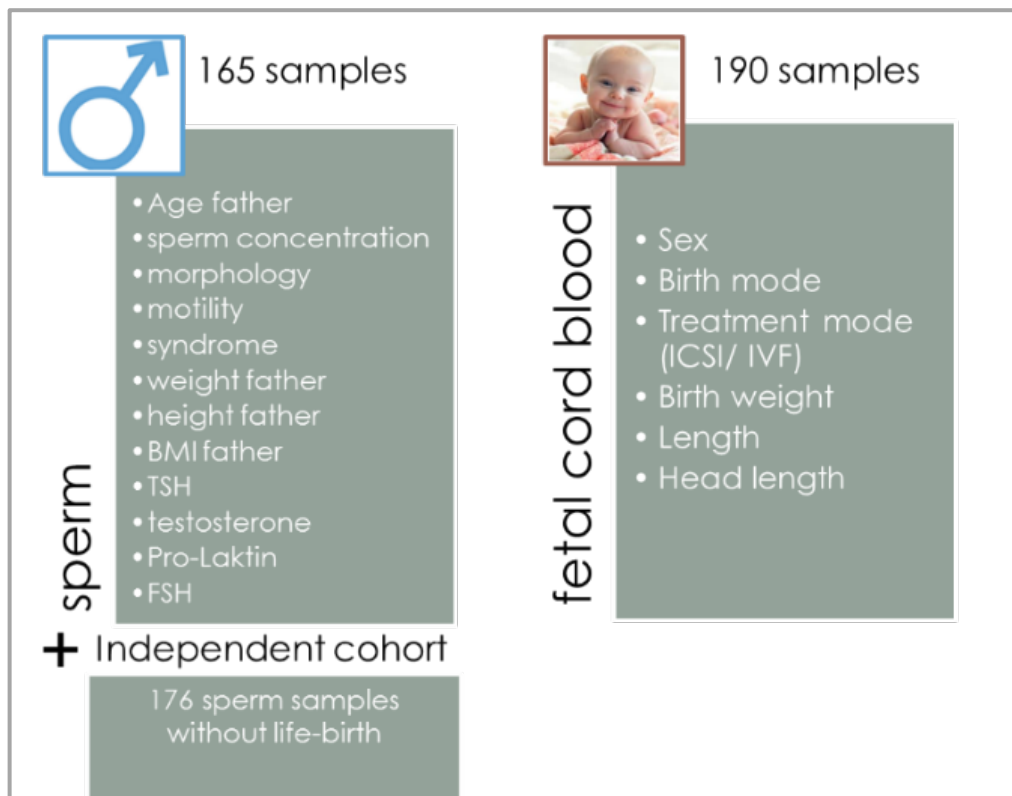 165 samples
• Age father
• sperm concentration
• morphology
• motility
• syndrome
• weight father
• height father
• BMI father
• TSH
• testosterone
• Pro-Laktin
• FSH
sperm
+ Independent cohort
176 sperm samples
without life-birth
190 samples
fetal cord blood
• Sex
• Birth mode
• Treatment mode
(ICSI/ IVF)
• Birth weight
• Length
• Head length